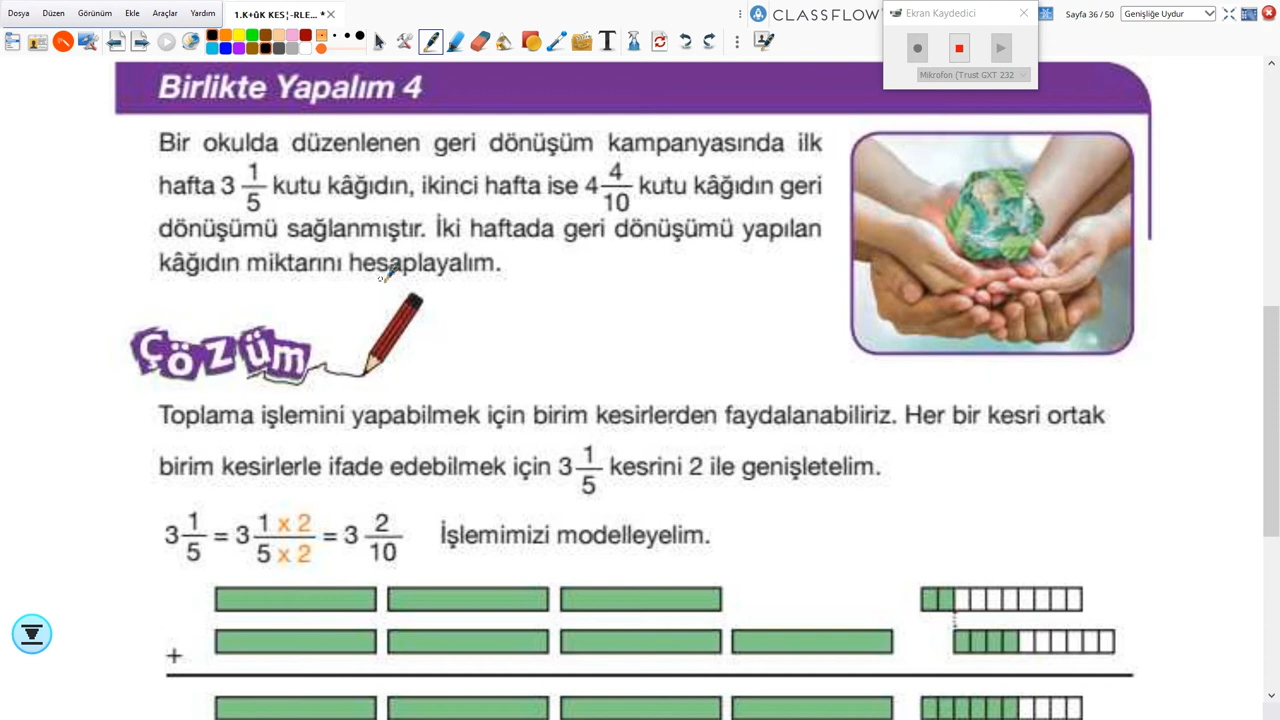 Dosya Düzen Görünüm Ekle Araçlar Yardım
1.K+ûK KES¦-RLE... *
CLASSFLOW
Ekran Kaydedici
Sayfa 36 / 50
Genişliğe Uydur
Mikrofon (Trust GXT 232
Birlikte Yapalım 4
Bir okulda düzenlenen geri dönüşüm kampanyasında ilk
hafta 3 1/5 kutu kâğıdın, ikinci hafta ise 4 4/10 kutu kâğıdın geri
dönüşümü sağlanmıştır. İki haftada geri dönüşümü yapılan
kâğıdın miktarını hesaplayalım.
Çözüm
Toplama işlemini yapabilmek için birim kesirlerden faydalanabiliriz. Her bir kesri ortak
birim kesirlerle ifade edebilmek için 3 1/5 kesrini 2 ile genişletelim.
3 1/5 = 3 1 x 2/5 x 2 = 3 2/10 İşlemimizi modelleyelim.
+